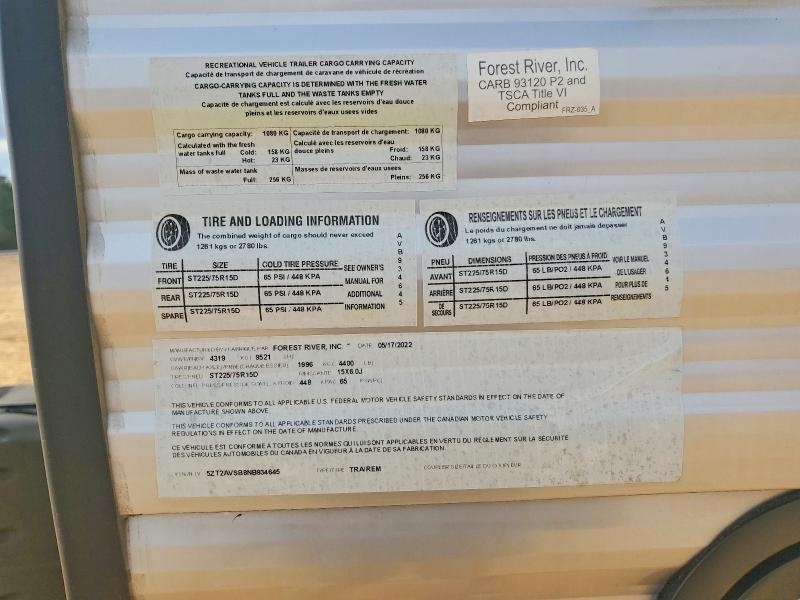 RECREATIONAL VEHICLE TRAILER CARGO CARRYING CAPACITY
Capacité de transport de chargement de caravane de véhicule de récréation
CARGO-CARRYING CAPACITY IS DETERMINED WITH THE FRESH WATER
TANKS FULL AND THE WASTE TANKS EMPTY
Capacité de chargement est calculé avec les reservoirs d'eau douce
pleins et les réservoirs d'eaux usees vides
Cargo carrying capacity: 1080 KG
Calculated with the fresh
water tanks full Cold: 158 KG
Hot: 23 KG
Mass of waste water tank
Full: 256 KG
Capacité de transport de chargement: 1080 KG
Calculé avec les reservoirs d'eau
douce pleins Froid: 158 KG
Chaud: 23 KG
Masses de reservoirs d'eaux usees
Pleins: 256 KG
Forest River, Inc.
CARB 93120 P2 and
TSCA Title VI
Compliant
FRZ-035_A
TIRE AND LOADING INFORMATION
The combined weight of cargo should never exceed
1261 kgs or 2780 lbs.
TIRE SIZE COLD TIRE PRESSURE
FRONT ST225/75R15D 65 PSI / 448 KPA
REAR ST225/75R15D 65 PSI / 448 KPA
SPARE ST225/75R15D 65 PSI / 448 KPA
SEE OWNER'S
MANUAL FOR
ADDITIONAL
INFORMATION
AVB934645
RENSEIGNEMENTS SUR LES PNEUS ET LE CHARGEMENT
Le poids du chargement ne doit jamais depasser
1261 kgs or 2780 lbs.
PNEU DIMENSIONS PRESSION DES PNEUS À FROID
AVANT ST225/75R15D 65 LB/PO2 / 448 KPA
ARRIÈRE ST225/75R15D 65 LB/PO2 / 448 KPA
DE SECOURS ST225/75R15D 65 LB/PO2 / 448 KPA
VOIR LE MANUEL
DE L'USAGER
POUR PLUS DE
RENSEIGNEMENTS
AVB934645
MANUFACTURED BY / FABRIQUE PAR FOREST RIVER, INC. DATE: 05/17/2022
4319 KG ( 9521 LB)
1996 KG ( 4400 LB)
ST225/75R15D 15X6.0J
448 KPA ( 65
THIS VEHICLE CONFORMS TO ALL APPLICABLE U.S. FEDERAL MOTOR VEHICLE SAFETY STANDARDS IN EFFECT ON THE DATE OF
MANUFACTURE SHOWN ABOVE.
THIS VEHICLE CONFORMS TO ALL APPLICABLE STANDARDS PRESCRIBED UNDER THE CANADIAN MOTOR VEHICLE SAFETY
REGULATIONS IN EFFECT ON THE DATE OF MANUFACTURE.
CE VÉHICULE EST CONFORME À TOUTES LES NORMES QUI LUI SONT APPLICABLES EN VERTU DU RÈGLEMENT SUR LA SÉCURITÉ
DES VÉHICULES AUTOMOBILES DU CANADA EN VIGUEUR À LA DATE DE SA FABRICATION.
5ZT2AVSB8NB934645 TYPE/TYPE TRA/REM